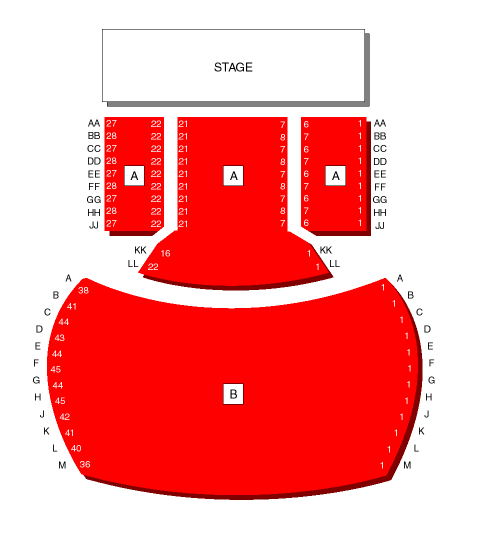 STAGE
AA 27 22 21 7 6 1 AA
BB 28 22 21 8 7 1 BB
CC 27 22 21 7 6 1 CC
DD 28 22 21 8 7 1 DD
EE 27 22 21 7 6 1 EE
A A A
FF 28 22 21 8 7 1 FF
GG 27 22 21 7 6 1 GG
HH 28 22 21 8 7 1 HH
JJ 27 22 21 7 6 1 JJ
KK 16 1 KK
LL 22 1 LL
A 38 1 A
B 41 1 B
C 44 1 C
D 43 1 D
E 44 1 E
F 45 1 F
G 44 1 G
B
H 45 1 H
J 42 1 J
K 41 1 K
L 40 1 L
M 36 1 M